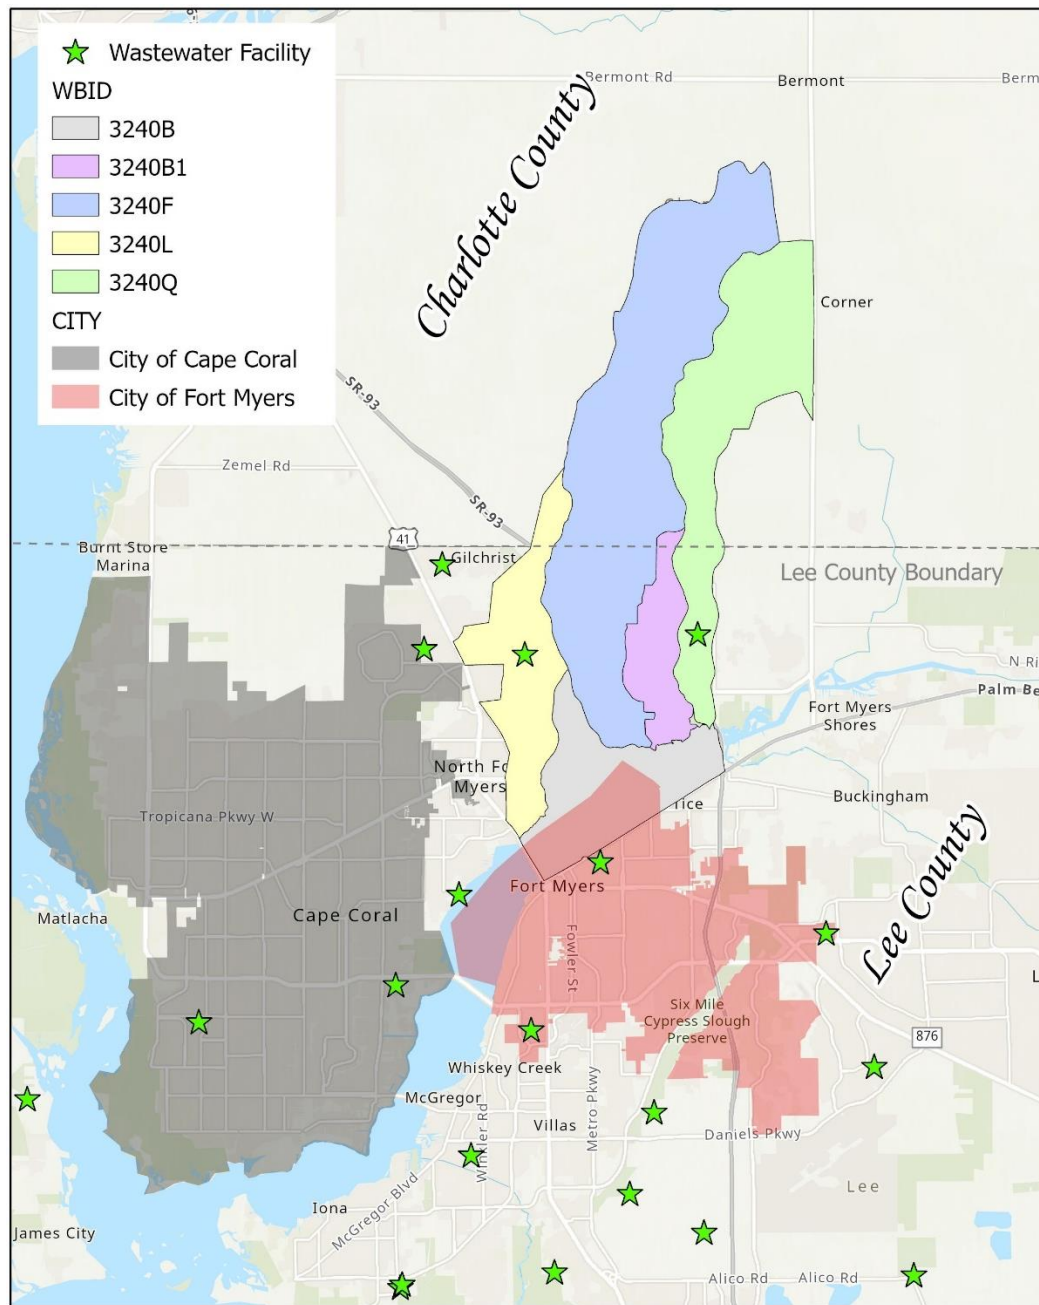 Wastewater Facility
WBID
3240B
3240B1
3240F
3240L
3240Q
CITY
City of Cape Coral
City of Fort Myers
Bermont Rd
Bermont
Berm
Charlotte County
Corner
SR-93
Zemel Rd
SR-93
41
Burnt Store
Marina
Gilchrist
Lee County Boundary
N Ri
Palm Be
Fort Myers
Shores
North Fo
Myers
Tropicana Pkwy W
tice
Buckingham
Lee County
Fort Myers
Cape Coral
Matlacha
Fowler St
Six Mile
Cypress Slough
Preserve
876
L
Whiskey Creek
McGregor
Winkler Rd
Villas
Metro Pkwy
Daniels Pkwy
Lee
Iona
McGregor Blvd
James City
Alico Rd
Alico Rd